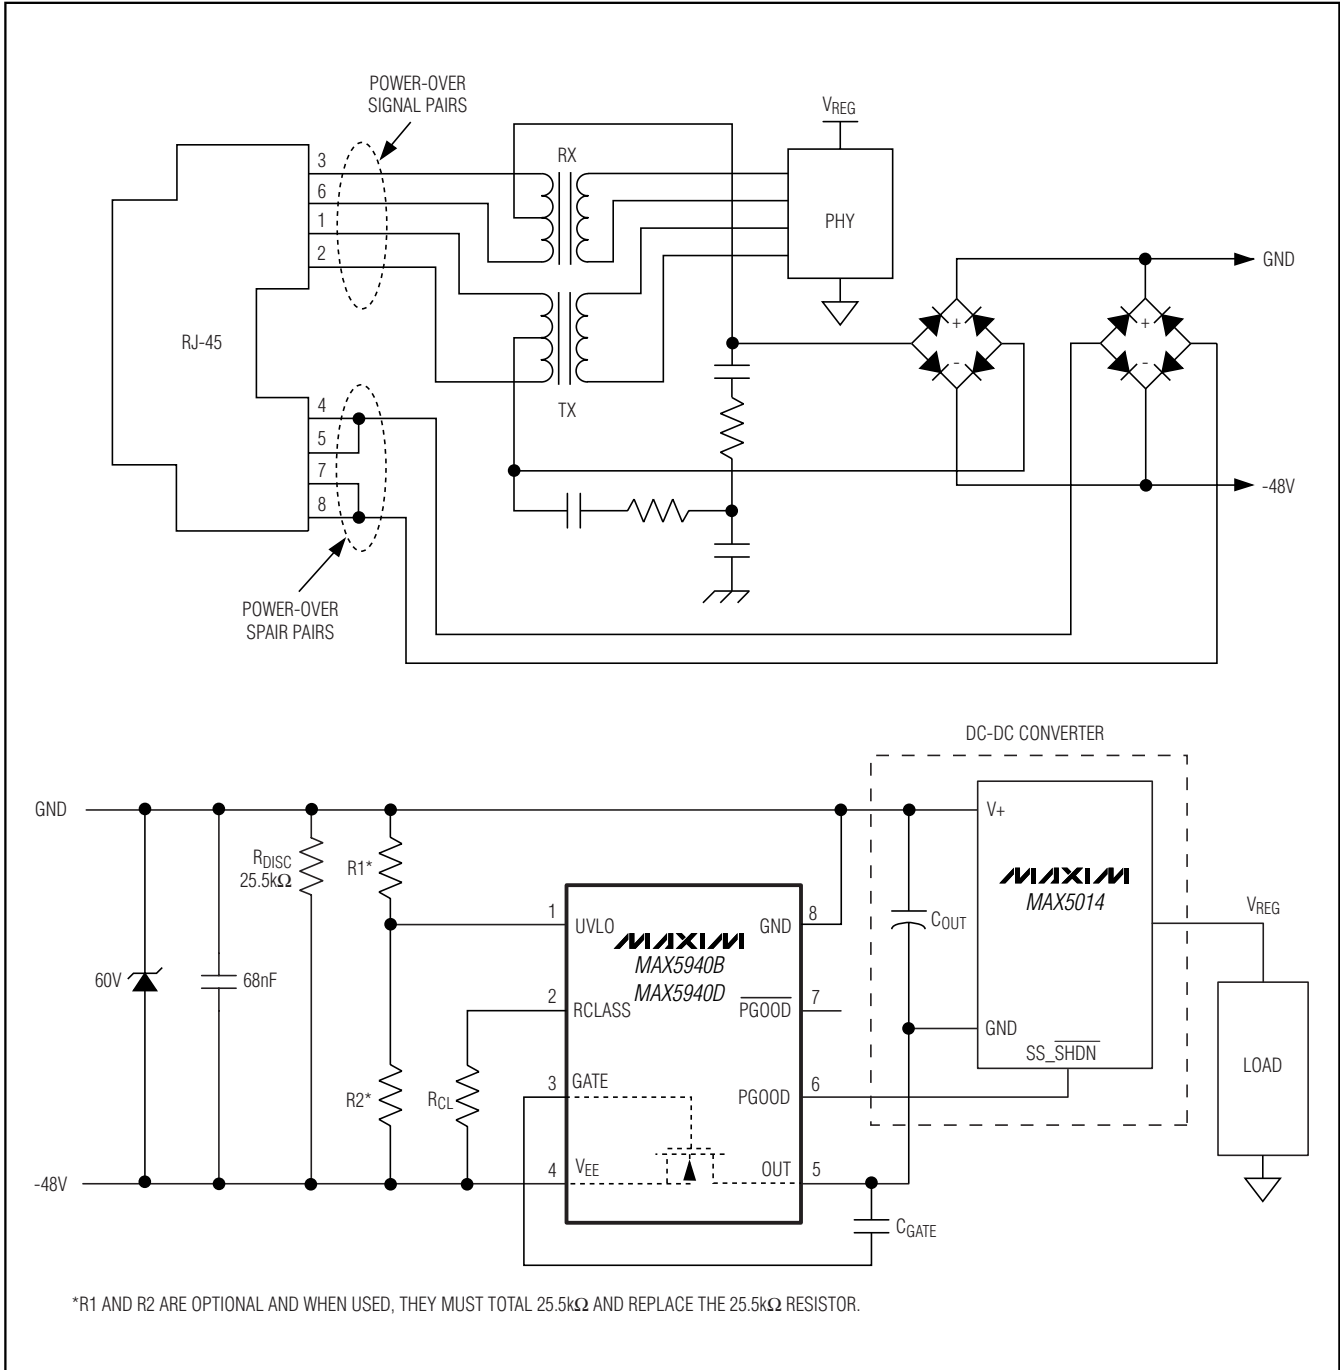 POWER-OVER
SIGNAL PAIRS
VREG
3
RX
6
1
PHY
2
GND
+
+
RJ-45
-
-
TX
4
5
7
-48V
8
POWER-OVER
SPAIR PAIRS
DC-DC CONVERTER
GND
V+
RDISC
25.5kΩ
R1*
MAXIM
MAX5014
1
UVLO
GND
8
COUT
VREG
MAXIM
MAX5940B
MAX5940D
60V
68nF
2
RCLASS
PGOOD
7
GND
SS_SHDN
LOAD
3
GATE
R2*
RCL
PGOOD
6
4
VEE
OUT
5
-48V
CGATE
*R1 AND R2 ARE OPTIONAL AND WHEN USED, THEY MUST TOTAL 25.5kΩ AND REPLACE THE 25.5kΩ RESISTOR.